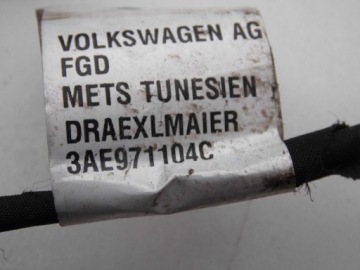 VOLKSWAGEN AG
FGD
METS TUNESIEN
DRAEXLMAIER
3AE971104C